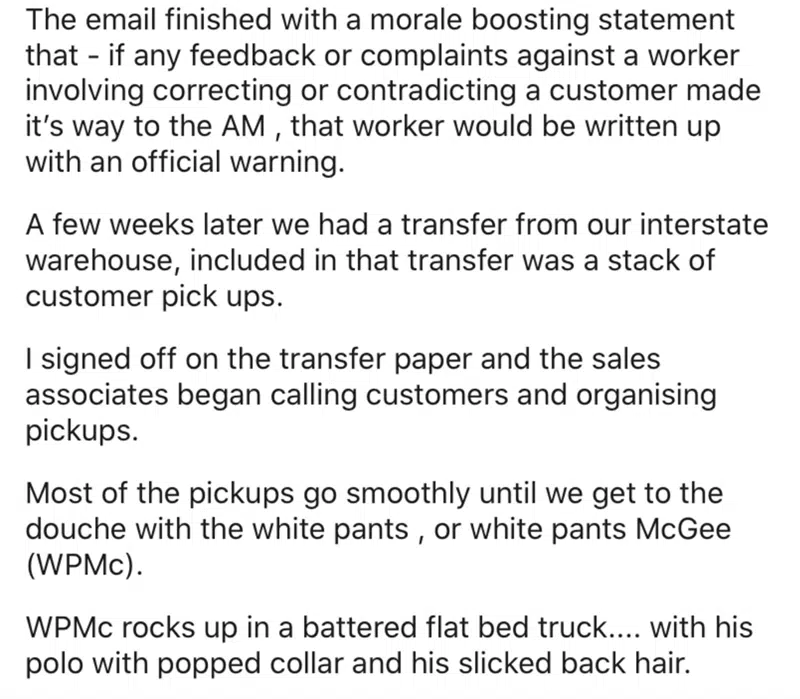 The email finished with a morale boosting statement
that - if any feedback or complaints against a worker
involving correcting or contradicting a customer made
it's way to the AM , that worker would be written up
with an official warning.
A few weeks later we had a transfer from our interstate
warehouse, included in that transfer was a stack of
customer pick ups.
I signed off on the transfer paper and the sales
associates began calling customers and organising
pickups.
Most of the pickups go smoothly until we get to the
douche with the white pants , or white pants McGee
(WPMc).
WPMc rocks up in a battered flat bed truck.... with his
polo with popped collar and his slicked back hair.